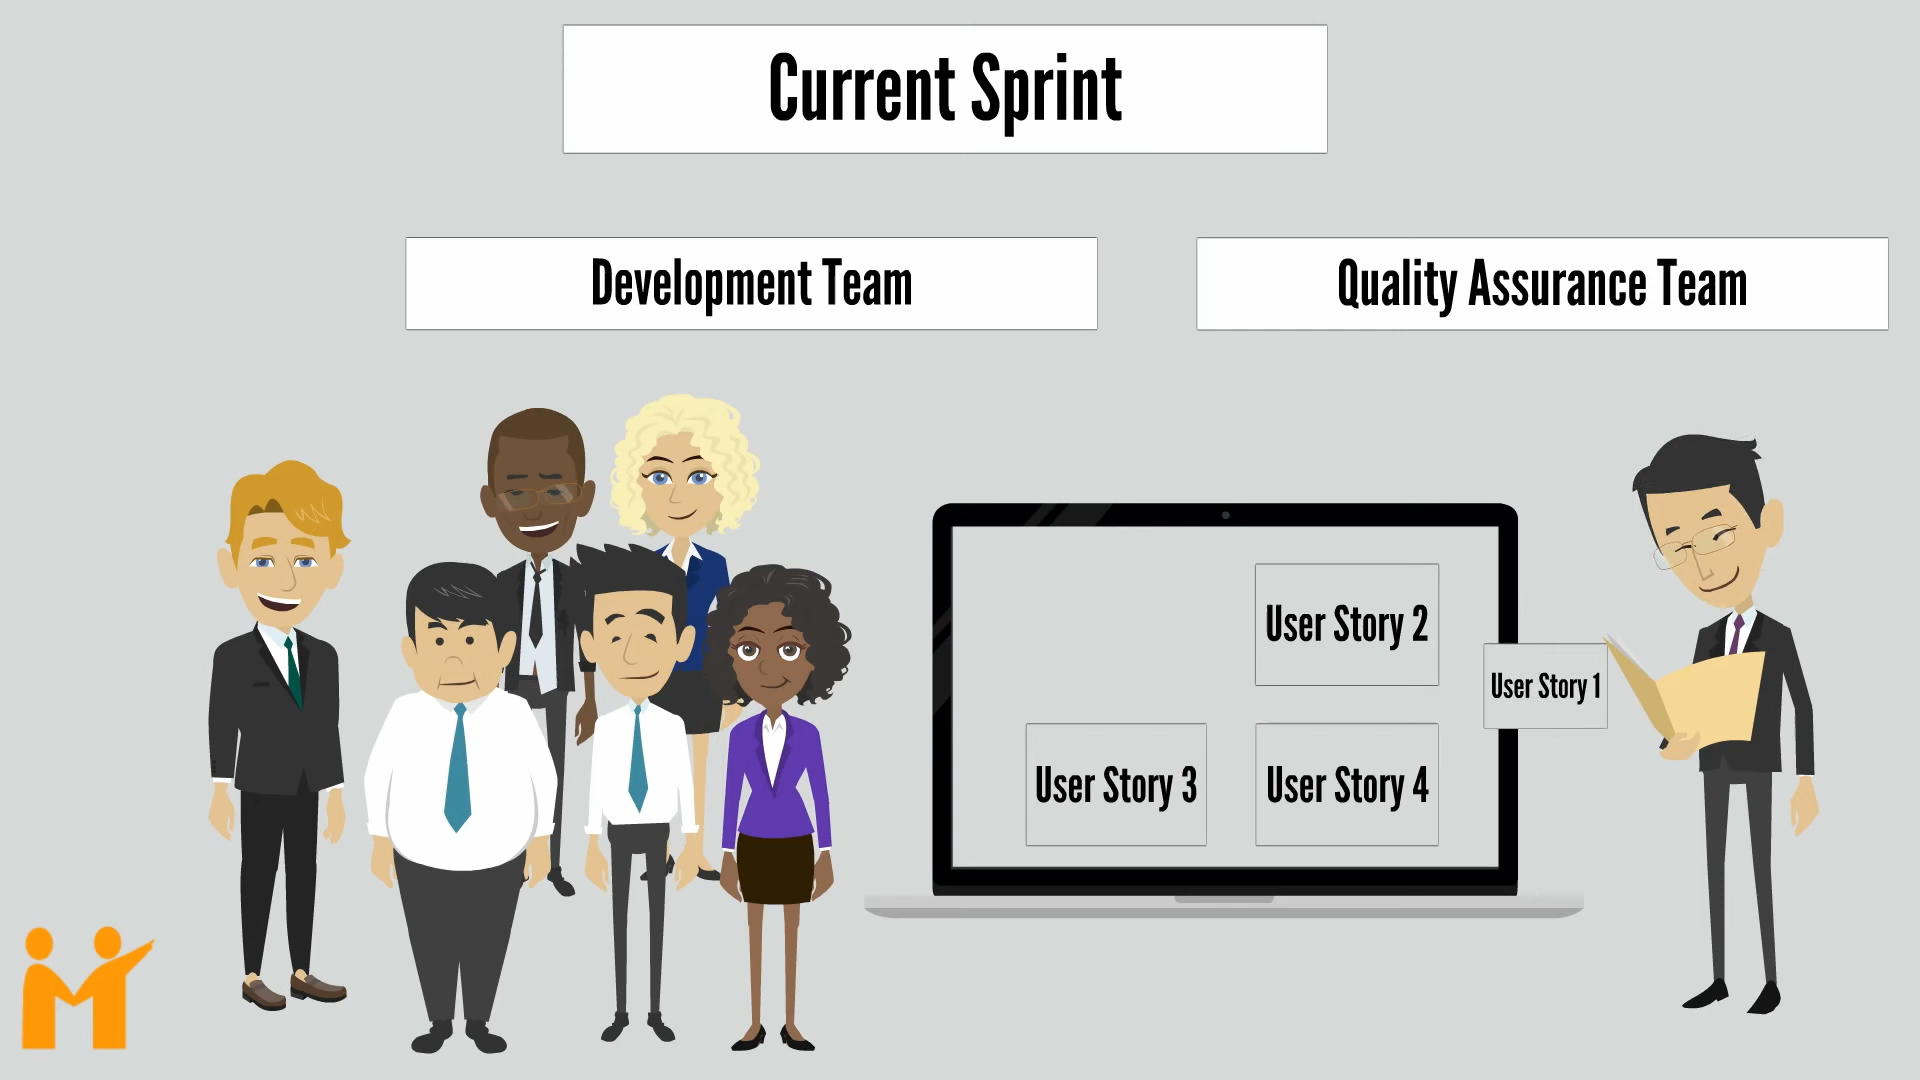 Current Sprint
Development Team
Quality Assurance Team
User Story 2
User Story 1
User Story 3
User Story 4